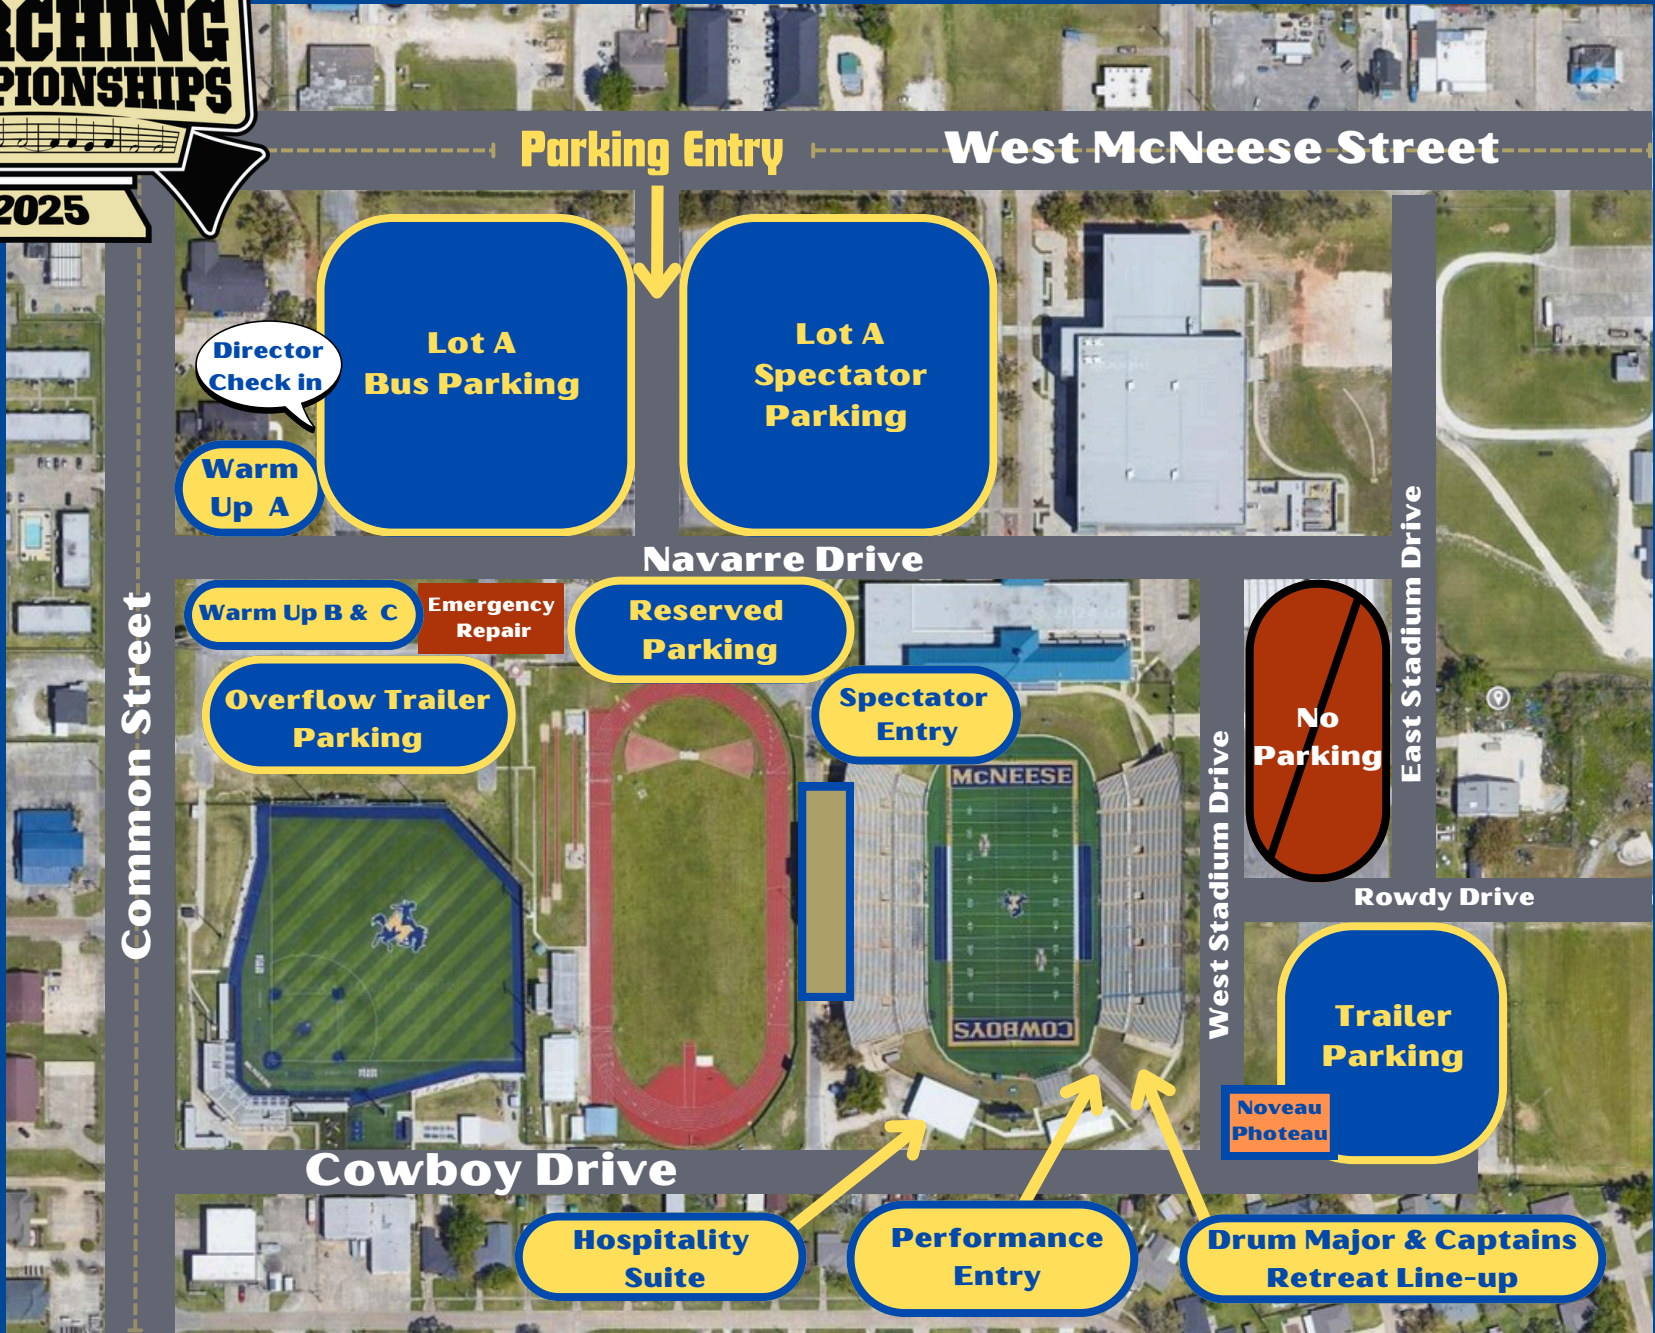 2025
Parking Entry
West McNeese Street
Lot A
Bus Parking
Lot A
Spectator
Parking
Director
Check in
Warm
Up A
Navarre Drive
East Stadium Drive
Common Street
Warm Up B & C
Emergency
Repair
Reserved
Parking
Overflow Trailer
Parking
Spectator
Entry
No
Parking
West Stadium Drive
McNEESE
Rowdy Drive
COWBOYS
Trailer
Parking
Noveau
Photeau
Cowboy Drive
Hospitality
Suite
Performance
Entry
Drum Major & Captains
Retreat Line-up